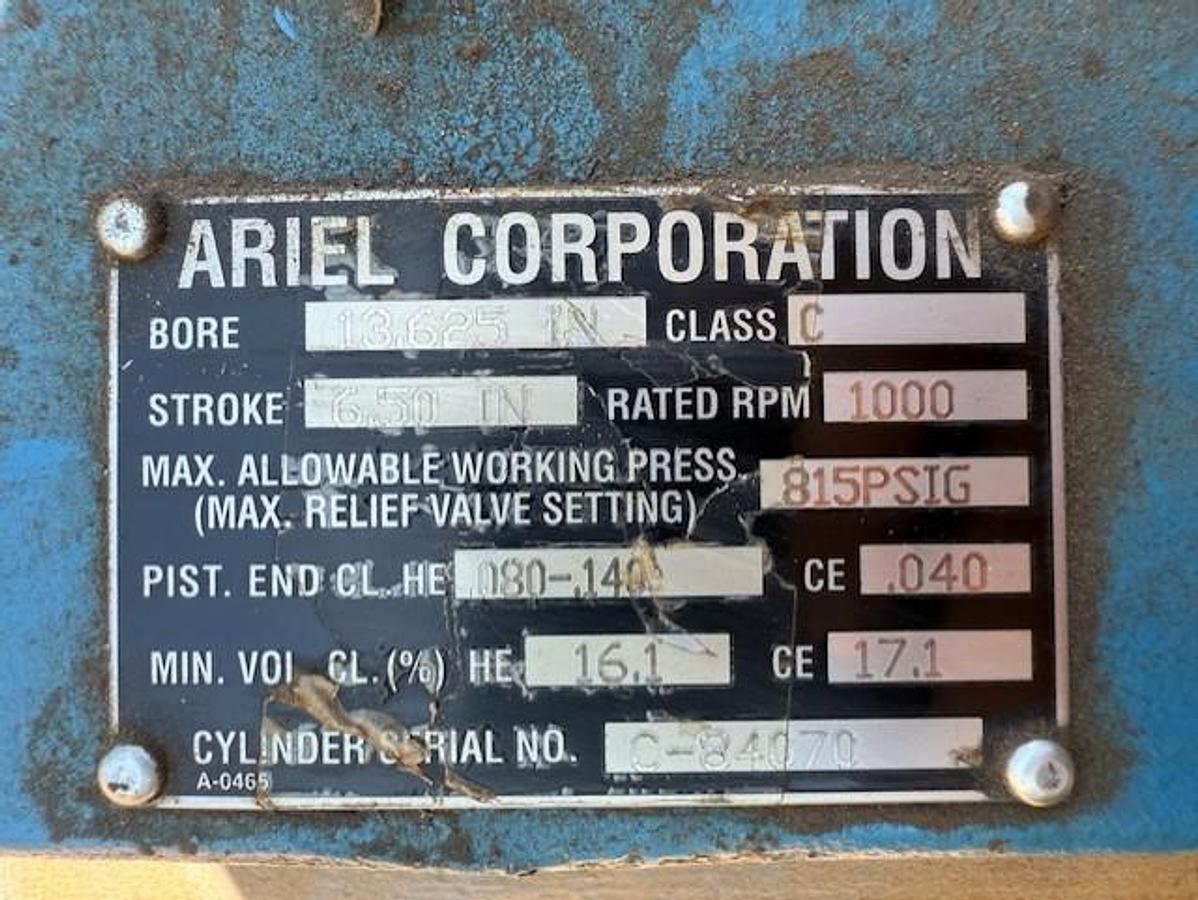 ARIEL CORPORATION
BORE 13.625 IN CLASS C
STROKE 6.50 IN RATED RPM 1000
MAX. ALLOWABLE WORKING PRESS. 815PSIG
(MAX. RELIEF VALVE SETTING)
PIST. END CL. HE .080-.140 CE .040
MIN. VOL. CL. (%) HE 16.1 CE 17.1
CYLINDER SERIAL NO. C-84070
A-0465